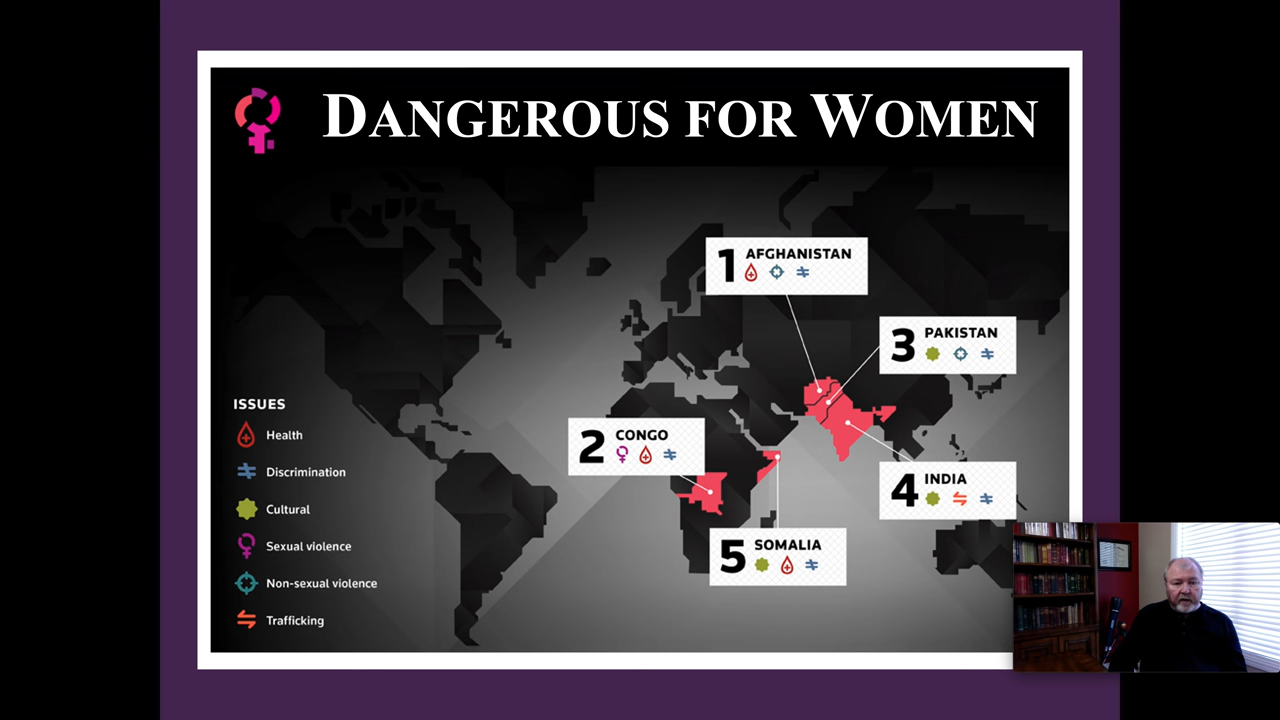 DANGEROUS FOR WOMEN
1 AFGHANISTAN
3 PAKISTAN
ISSUES
Health
2 CONGO
Discrimination
4 INDIA
Cultural
Sexual violence
5 SOMALIA
Non-sexual violence
Trafficking